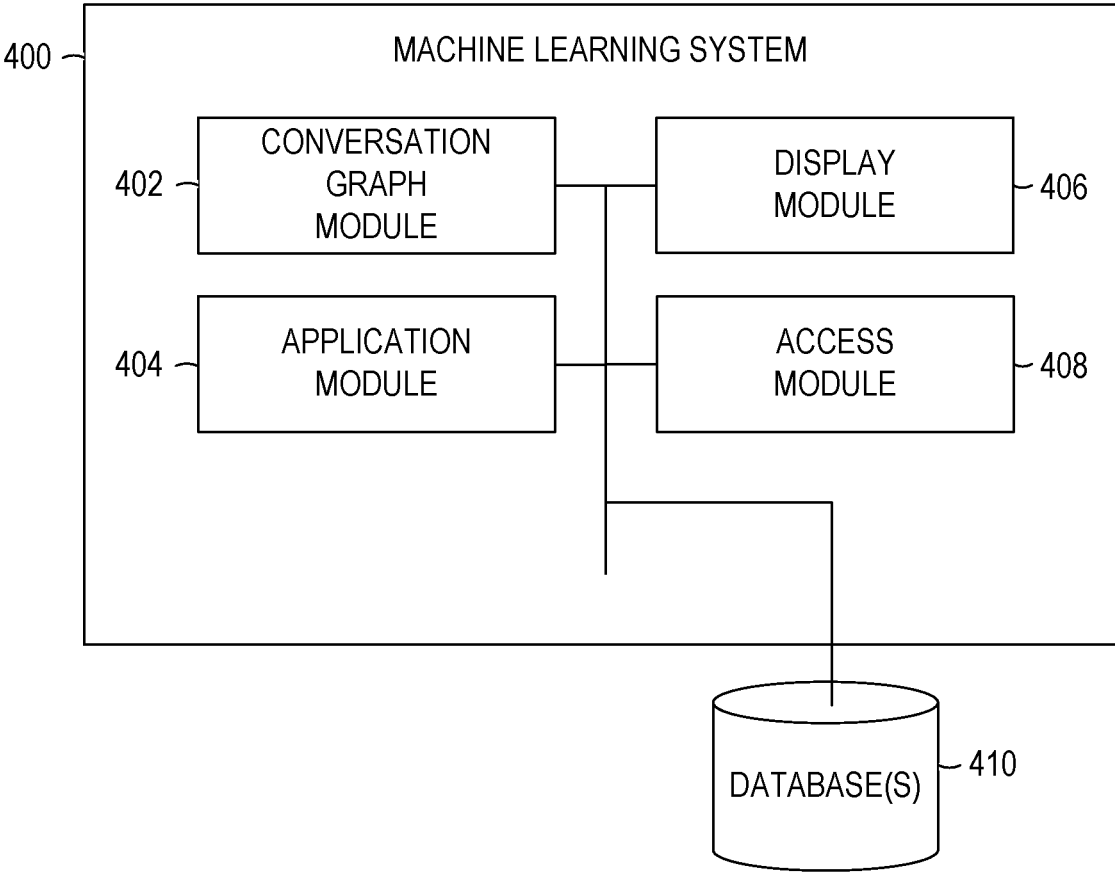 400
MACHINE LEARNING SYSTEM
402
CONVERSATION
GRAPH
MODULE
DISPLAY
MODULE
406
404
APPLICATION
MODULE
ACCESS
MODULE
408
DATABASE(S)
410